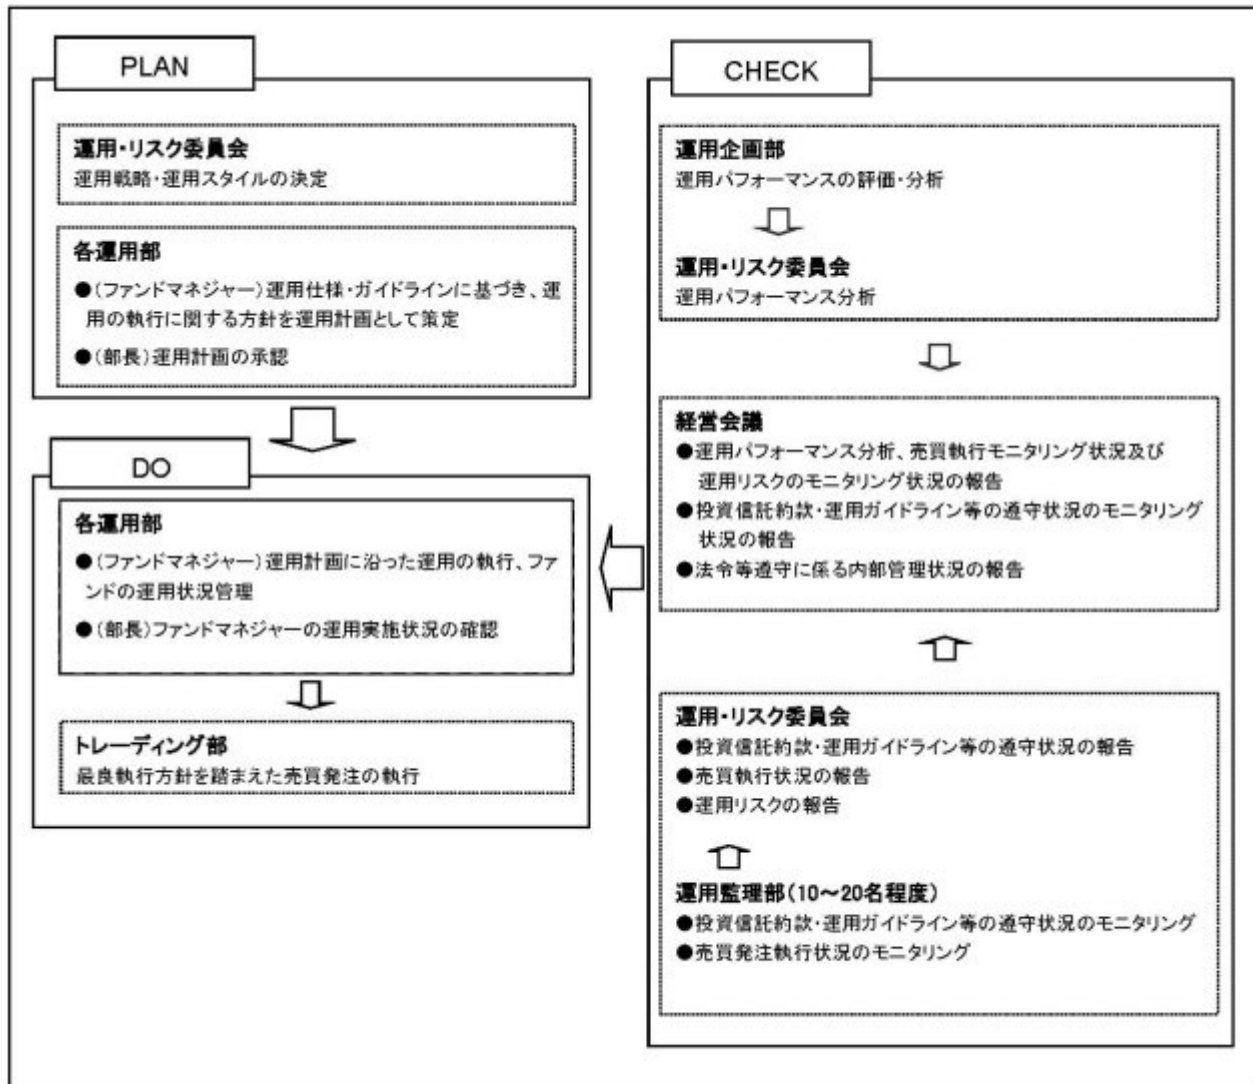 PLAN
運用・リスク委員会
運用戦略・運用スタイルの決定
各運用部
●(ファンドマネジャー)運用仕様・ガイドラインに基づき、運
用の執行に関する方針を運用計画として策定
●(部長)運用計画の承認
DO
各運用部
●(ファンドマネジャー)運用計画に沿った運用の執行、ファ
ンドの運用状況管理
●(部長)ファンドマネジャーの運用実施状況の確認
トレーディング部
最良執行方針を踏まえた売買発注の執行
CHECK
運用企画部
運用パフォーマンスの評価・分析
運用・リスク委員会
運用パフォーマンス分析
経営会議
●運用パフォーマンス分析、売買執行モニタリング状況及び
運用リスクのモニタリング状況の報告
●投資信託約款・運用ガイドライン等の遵守状況のモニタリング
状況の報告
●法令等遵守に係る内部管理状況の報告
運用・リスク委員会
●投資信託約款・運用ガイドライン等の遵守状況の報告
●売買執行状況の報告
●運用リスクの報告
運用監理部(10～20名程度)
●投資信託約款・運用ガイドライン等の遵守状況のモニタリング
●売買発注執行状況のモニタリング